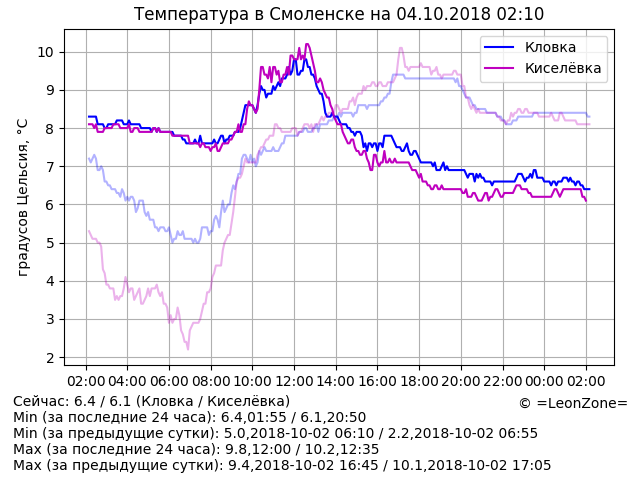 Температура в Смоленске на 04.10.2018 02:10
градусов Цельсия, °C
10
9
8
7
6
5
4
3
2
Кловка
Киселёвка
02:00 04:00 06:00 08:00 10:00 12:00 14:00 16:00 18:00 20:00 22:00 00:00 02:00
Сейчас: 6.4 / 6.1 (Кловка / Киселёвка)
© =LeonZone=
Min (за последние 24 часа): 6.4,01:55 / 6.1,20:50
Min (за предыдущие сутки): 5.0,2018-10-02 06:10 / 2.2,2018-10-02 06:55
Max (за последние 24 часа): 9.8,12:00 / 10.2,12:35
Max (за предыдущие сутки): 9.4,2018-10-02 16:45 / 10.1,2018-10-02 17:05